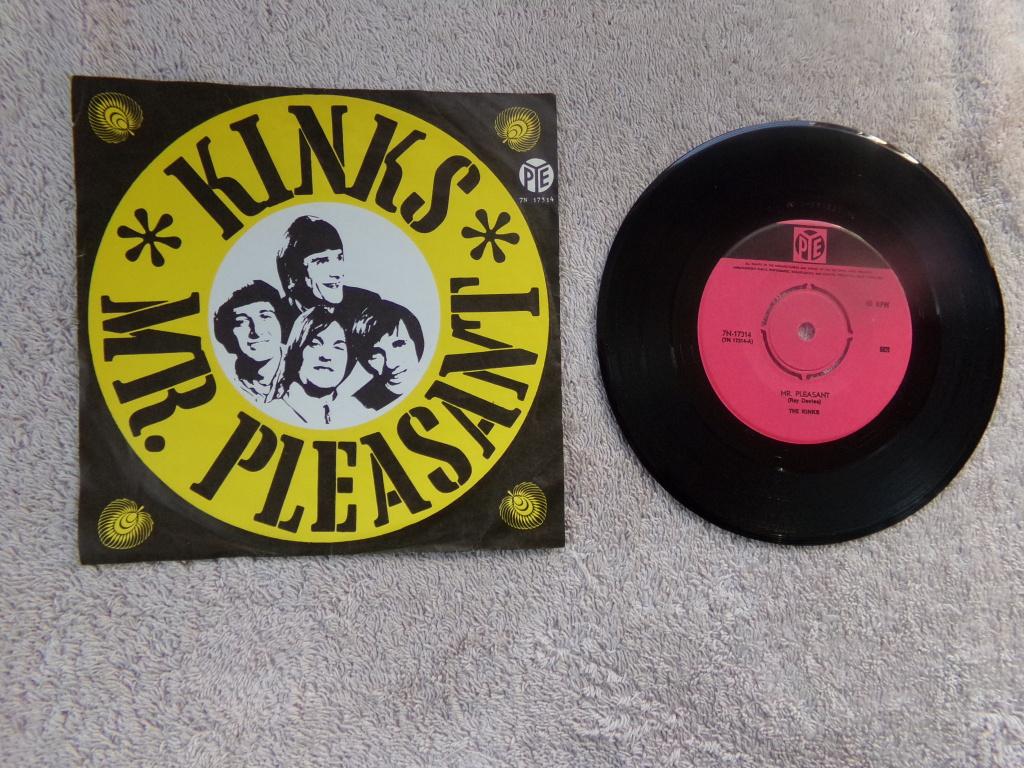 KINKS
MR. PLEASANT
PYE
7N 17314
PYE
45 RPM
7N-17314
(7N 17314-A)
MR. PLEASANT
(Ray Davies)
THE KINKS